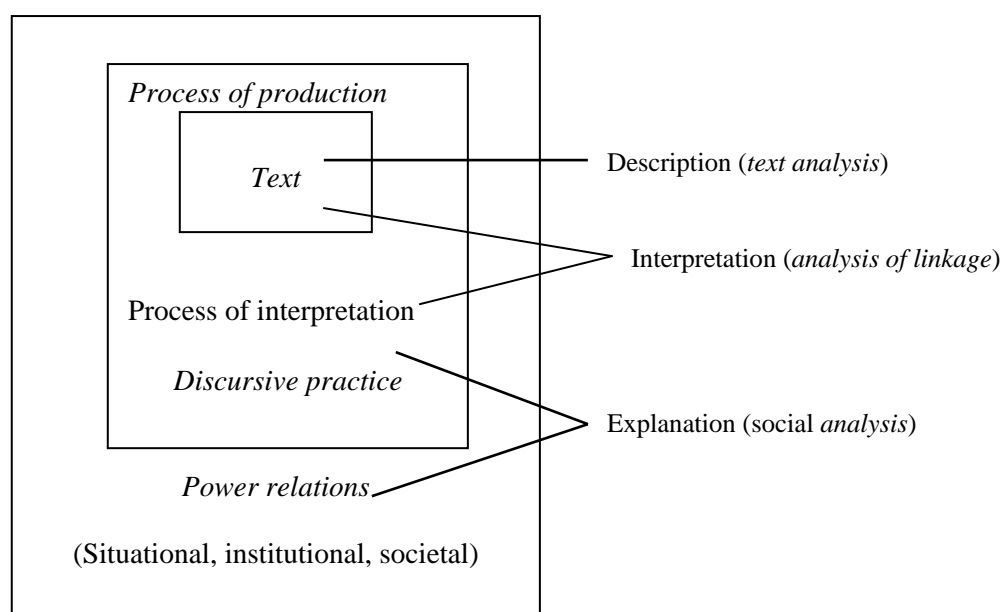 Process of production
Text
Description (text analysis)
Interpretation (analysis of linkage)
Process of interpretation
Discursive practice
Explanation (social analysis)
Power relations
(Situational, institutional, societal)